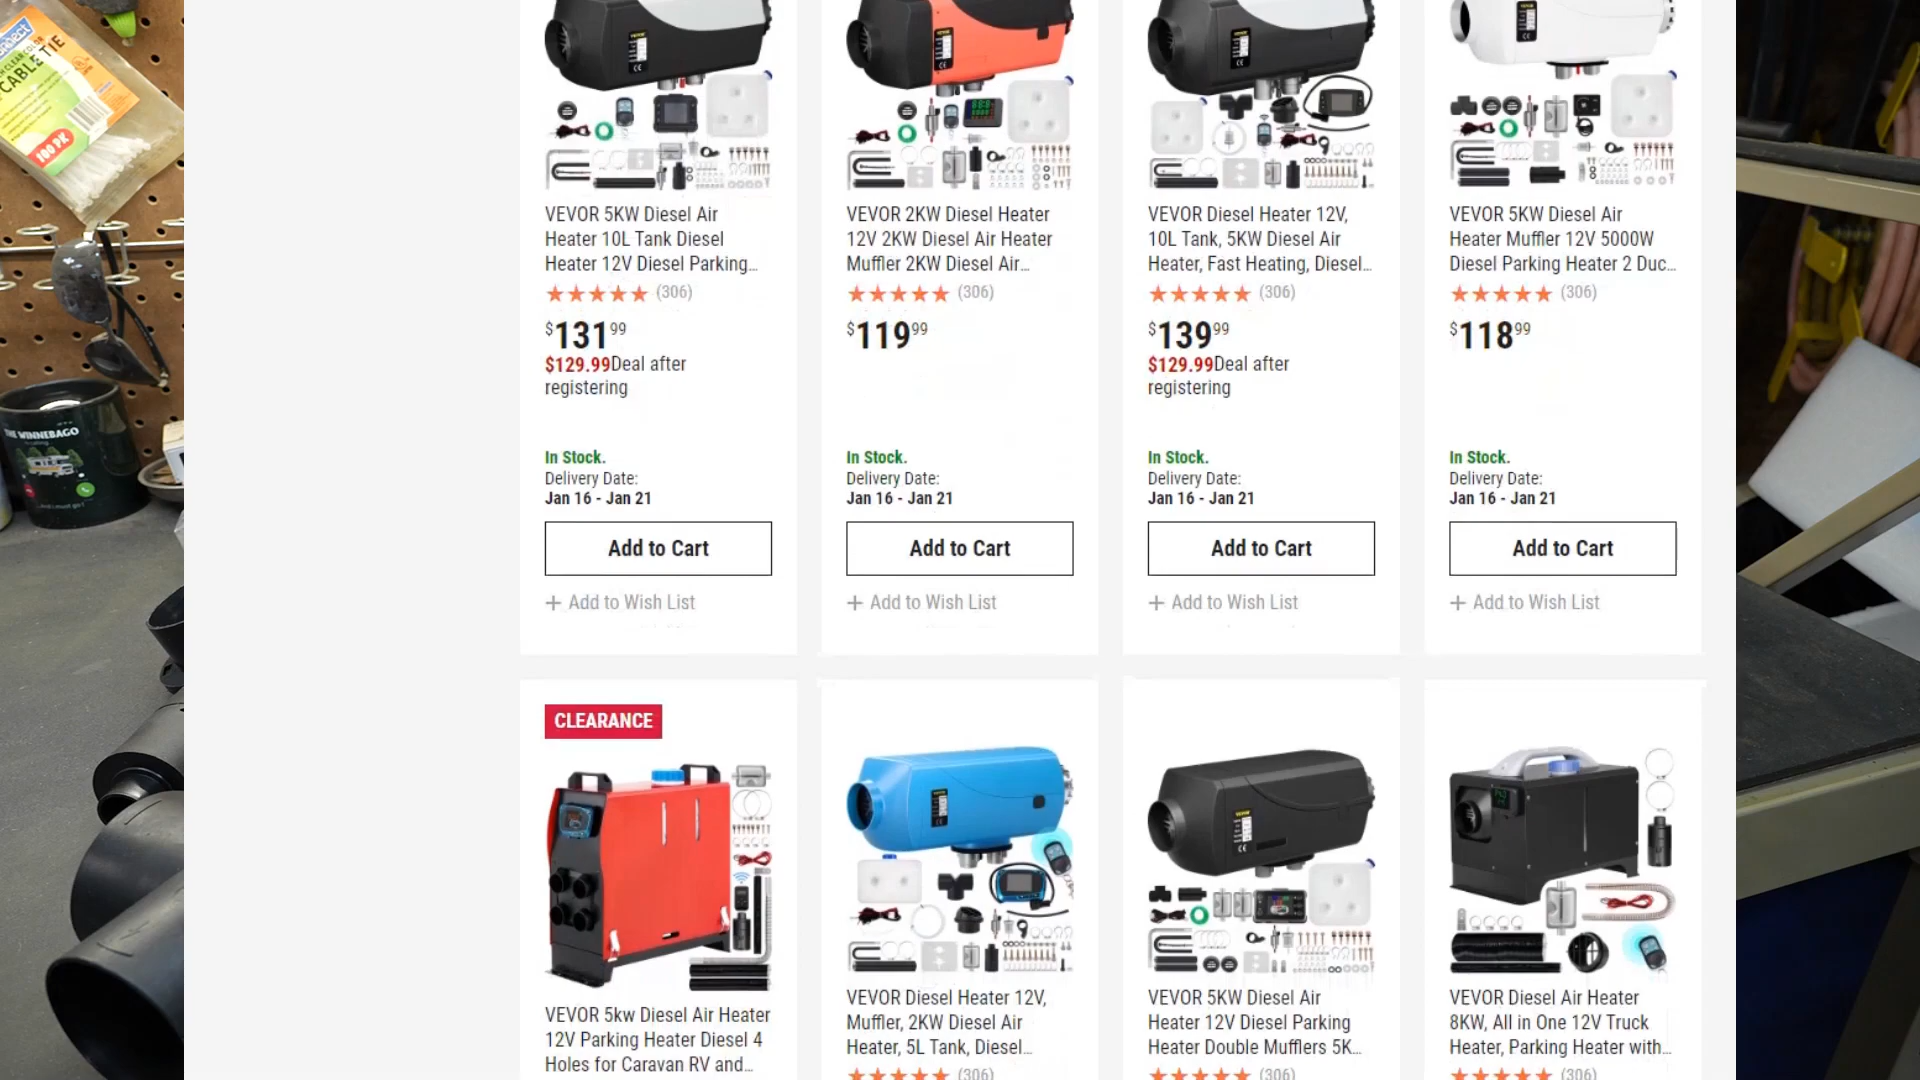 CABLE TIE
100 PK
THE WINNEBAGO
VEVOR 5KW Diesel Air
Heater 10L Tank Diesel
Heater 12V Diesel Parking...
(306)
$131.99
$129.99 Deal after
registering
In Stock.
Delivery Date:
Jan 16 - Jan 21
Add to Cart
+ Add to Wish List
VEVOR 2KW Diesel Heater
12V 2KW Diesel Air Heater
Muffler 2KW Diesel Air...
(306)
$119.99
In Stock.
Delivery Date:
Jan 16 - Jan 21
Add to Cart
+ Add to Wish List
VEVOR Diesel Heater 12V,
10L Tank, 5KW Diesel Air
Heater, Fast Heating, Diesel...
(306)
$139.99
$129.99 Deal after
registering
In Stock.
Delivery Date:
Jan 16 - Jan 21
Add to Cart
+ Add to Wish List
VEVOR 5KW Diesel Air
Heater Muffler 12V 5000W
Diesel Parking Heater 2 Duc...
(306)
$118.99
In Stock.
Delivery Date:
Jan 16 - Jan 21
Add to Cart
+ Add to Wish List
CLEARANCE
VEVOR 5kw Diesel Air Heater
12V Parking Heater Diesel 4
Holes for Caravan RV and...
VEVOR Diesel Heater 12V,
Muffler, 2KW Diesel Air
Heater, 5L Tank, Diesel...
(306)
VEVOR 5KW Diesel Air
Heater 12V Diesel Parking
Heater Double Mufflers 5K...
(306)
VEVOR Diesel Air Heater
8KW, All in One 12V Truck
Heater, Parking Heater with...
(306)